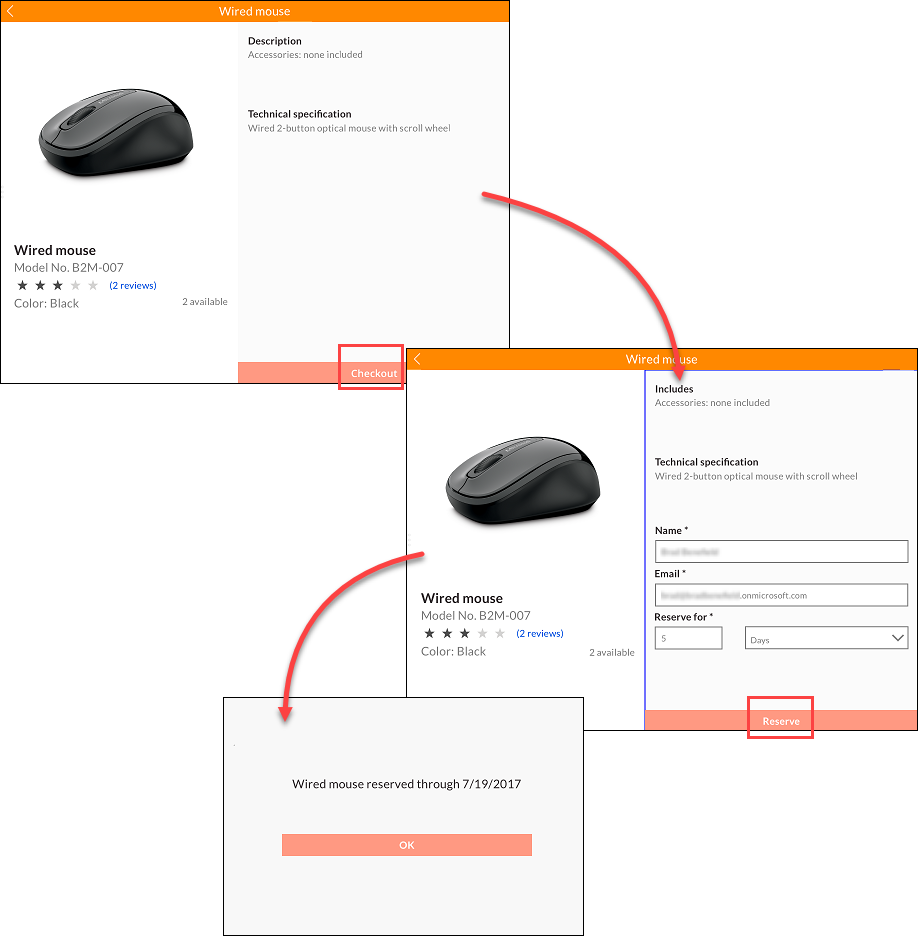 Wired mouse
Description
Accessories: none included
Technical specification
Wired 2-button optical mouse with scroll wheel
Wired mouse
Model No. B2M-007
(2 reviews)
Color: Black
2 available
Checkout
Wired mouse
Includes
Accessories: none included
Technical specification
Wired 2-button optical mouse with scroll wheel
Name *
Email *
.onmicrosoft.com
Reserve for *
5
Days
Wired mouse
Model No. B2M-007
(2 reviews)
Color: Black
2 available
Reserve
Wired mouse reserved through 7/19/2017
OK